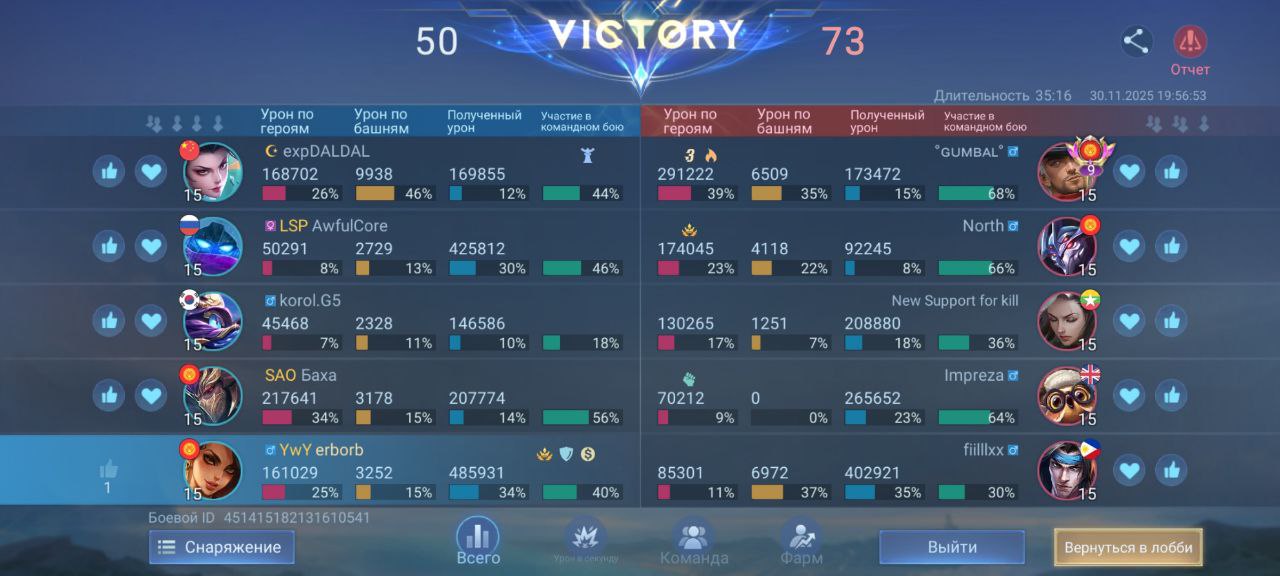 50 VICTORY 73
Отчет
Длительность 35:16 30.11.2025 19:56:53
Урон по героям Урон по башням Полученный урон Участие в командном бою Урон по героям Урон по башням Полученный урон Участие в командном бою
expDALDAL 3 °GUMBAL°
168702 9938 169855 291222 6509 173472 9
15 26% 46% 12% 44% 39% 35% 15% 68% 15
LSP AwfulCore North
50291 2729 425812 174045 4118 92245
15 8% 13% 30% 46% 23% 22% 8% 66% 15
korol.G5 New Support for kill
45468 2328 146586 130265 1251 208880
15 7% 11% 10% 18% 17% 7% 18% 36% 15
SAO Баха Impreza
217641 3178 207774 70212 0 265652
15 34% 15% 14% 56% 9% 0% 23% 64% 15
YwY erborb fiilllxx
161029 3252 485931 85301 6972 402921
1 15 25% 15% 34% 40% 11% 37% 35% 30% 15
Боевой ID 451415182131610541
Снаряжение Всего Урон в секунду Команда Фарм Выйти Вернуться в лобби